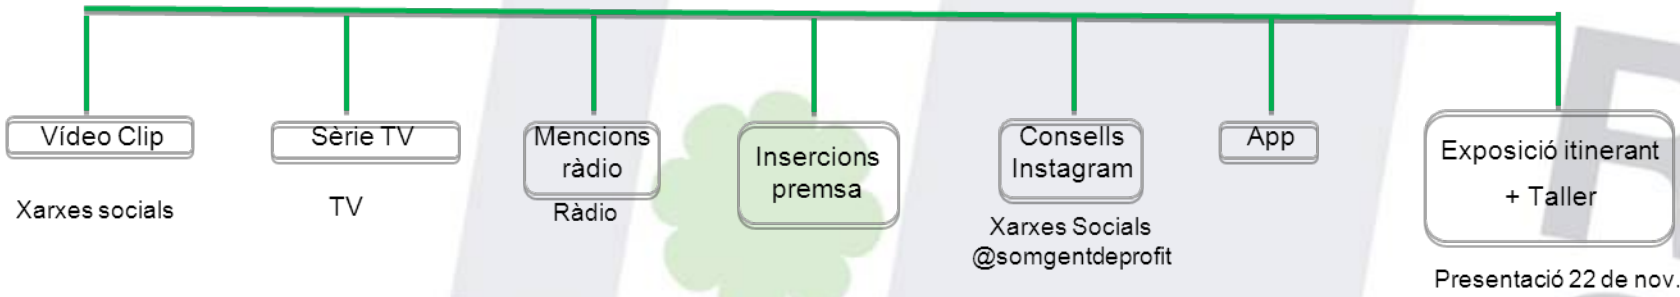 Vídeo Clip
Xarxes socials
Sèrie TV
TV
Mencions
ràdio
Ràdio
Insercions
premsa
Consells
Instagram
Xarxes Socials
@somgentdeprofit
App
Exposició itinerant
+ Taller
Presentació 22 de nov.